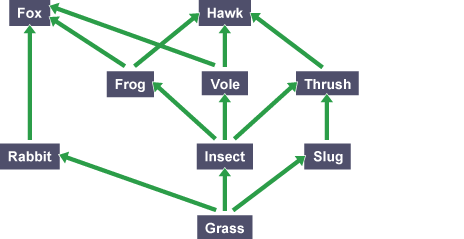 Fox
Hawk
Frog
Vole
Thrush
Rabbit
Insect
Slug
Grass